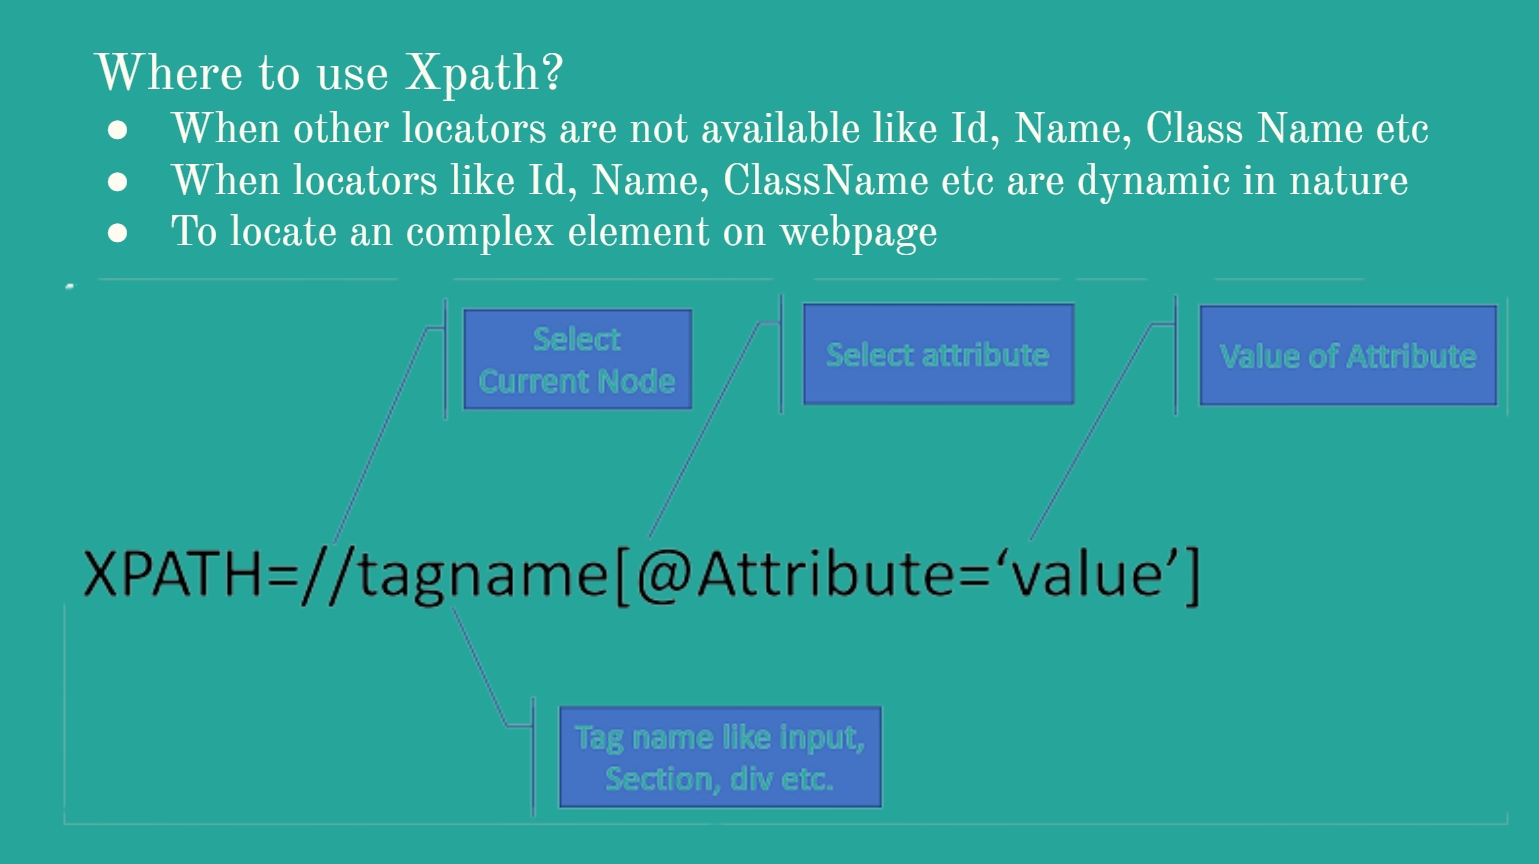 Where to use Xpath?
● When other locators are not available like Id, Name, Class Name etc
● When locators like Id, Name, ClassName etc are dynamic in nature
● To locate an complex element on webpage
Select
Current Node
Select attribute
Value of Attribute
XPATH=//tagname[@Attribute=‘value’]
Tag name like input,
Section, div etc.